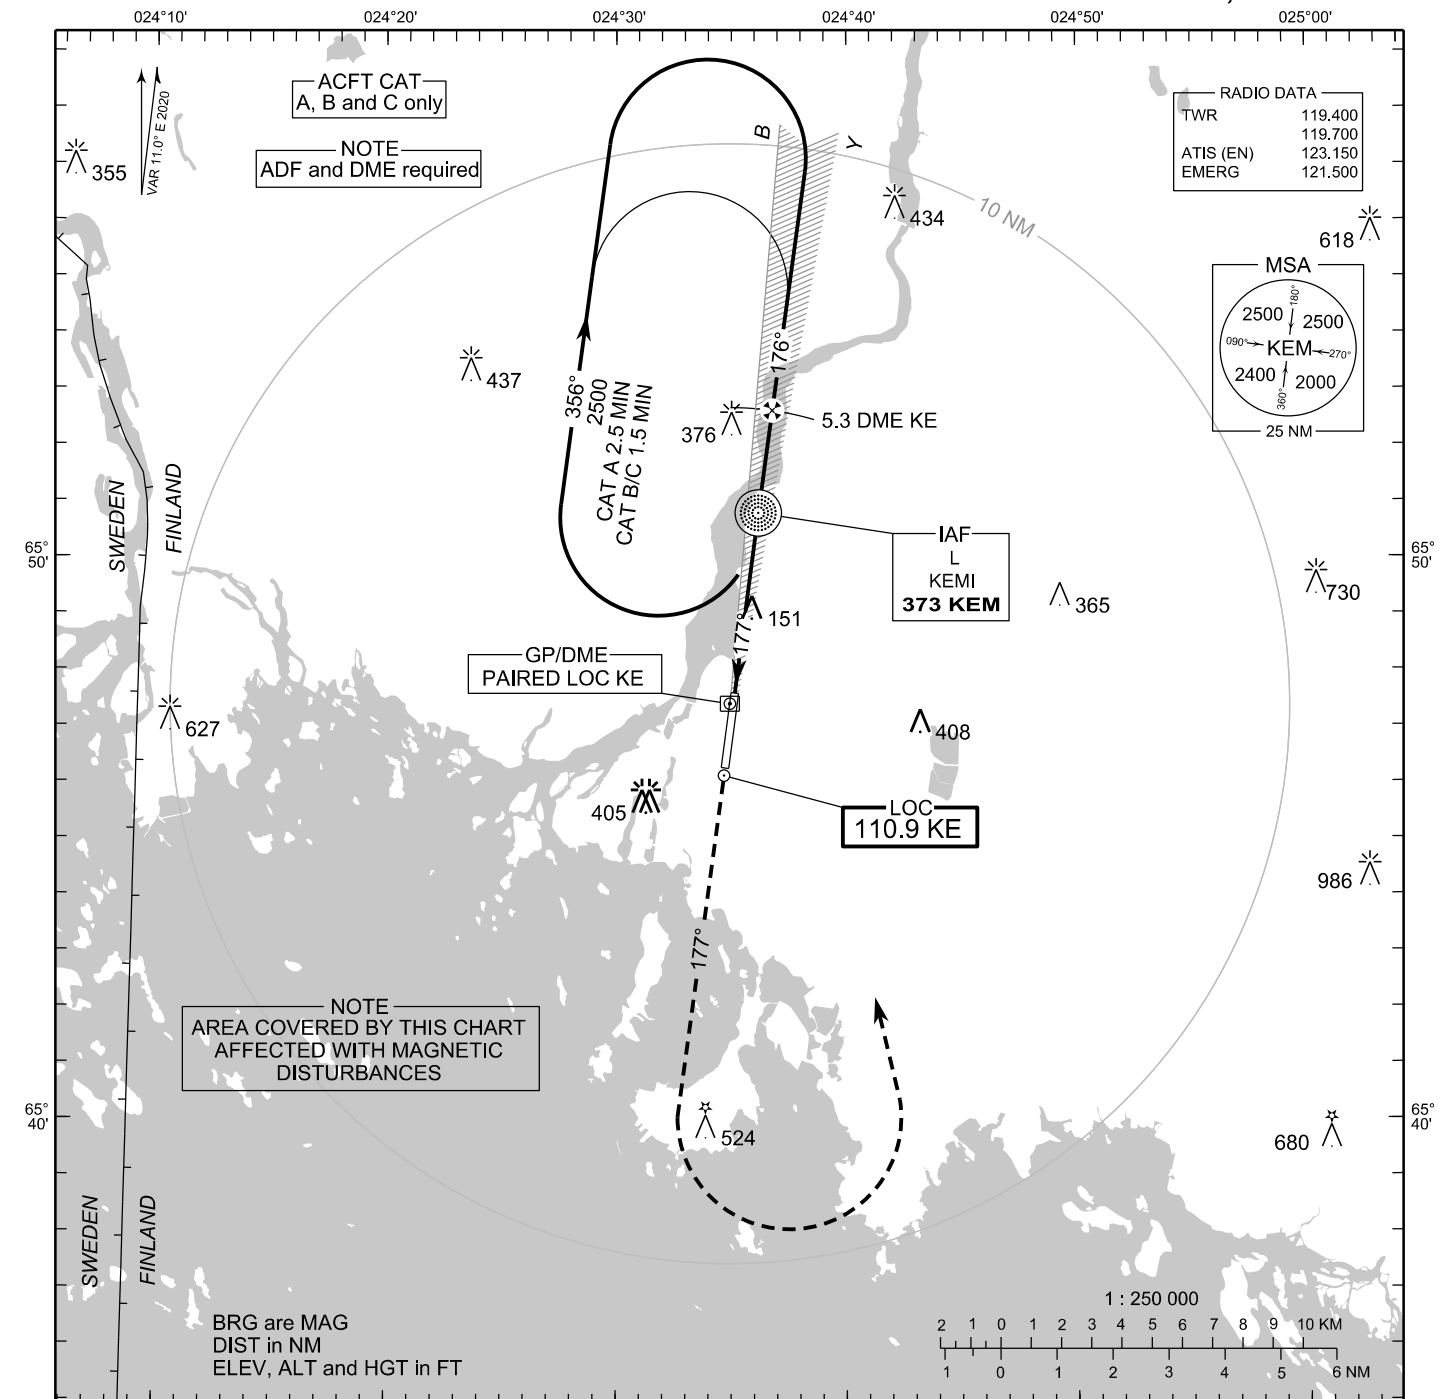 024°10' 024°20' 024°30' 024°40' 024°50' 025°00'
VAR 11.0° E 2020
ACFT CAT
A, B and C only
NOTE
ADF and DME required
355
B
Y
RADIO DATA
TWR 119.400
119.700
ATIS (EN) 123.150
EMERG 121.500
434
10 NM
618
MSA
180°
2500 2500
090° KEM 270°
2400 2000
360°
25 NM
437
356°
2500
CAT A 2.5 MIN
CAT B/C 1.5 MIN
176°
376
5.3 DME KE
SWEDEN
FINLAND
65°
50'
65°
50'
IAF
L
KEMI
373 KEM
365
730
151
177°
GP/DME
PAIRED LOC KE
627
408
405
LOC
110.9 KE
986
177°
NOTE
AREA COVERED BY THIS CHART
AFFECTED WITH MAGNETIC
DISTURBANCES
65°
40'
65°
40'
524
680
SWEDEN
FINLAND
BRG are MAG
DIST in NM
ELEV, ALT and HGT in FT
1 : 250 000
2 1 0 1 2 3 4 5 6 7 8 9 10 KM
1 0 1 2 3 4 5 6 NM